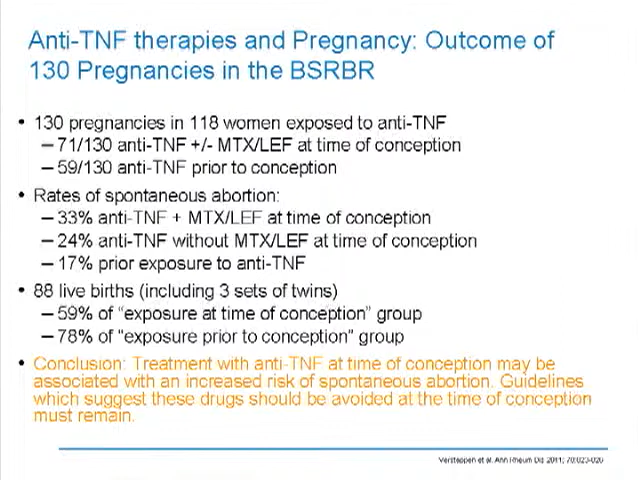 Anti-TNF therapies and Pregnancy: Outcome of
130 Pregnancies in the BSRBR
• 130 pregnancies in 118 women exposed to anti-TNF
– 71/130 anti-TNF +/- MTX/LEF at time of conception
– 59/130 anti-TNF prior to conception
• Rates of spontaneous abortion:
– 33% anti-TNF + MTX/LEF at time of conception
– 24% anti-TNF without MTX/LEF at time of conception
– 17% prior exposure to anti-TNF
• 88 live births (including 3 sets of twins)
– 59% of "exposure at time of conception" group
– 78% of "exposure prior to conception" group
• Conclusion: Treatment with anti-TNF at time of conception may be
associated with an increased risk of spontaneous abortion. Guidelines
which suggest these drugs should be avoided at the time of conception
must remain.
et al. Ann Rheum Dis 2011;